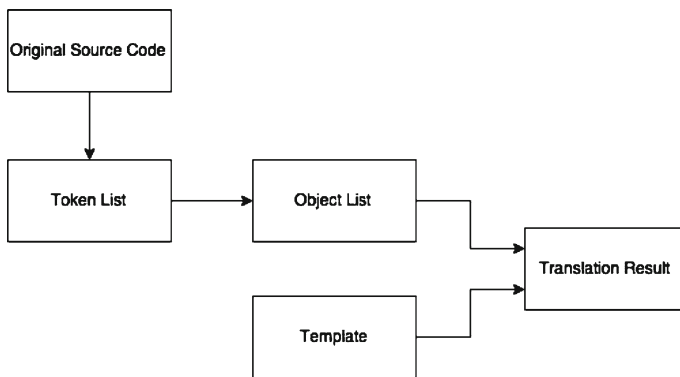 Original Source Code
Token List
Object List
Translation Result
Template